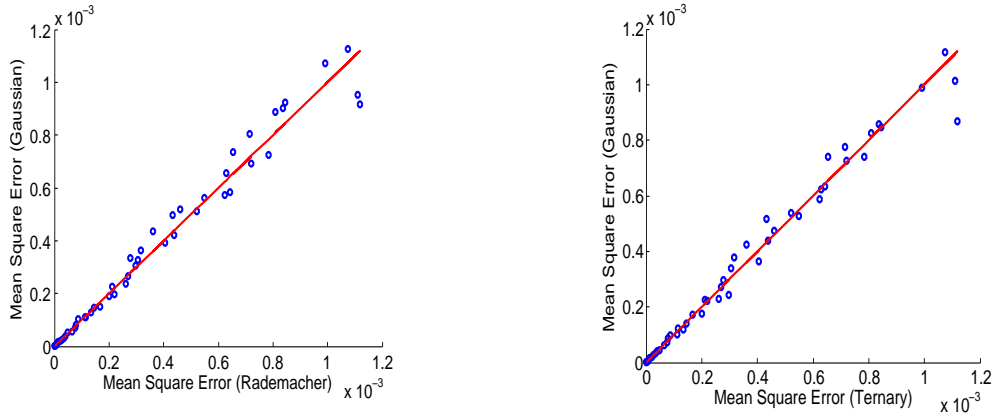 x 10⁻³
1.2
1
0.8
0.6
0.4
0.2
0
Mean Square Error (Gaussian)
0 0.2 0.4 0.6 0.8 1 1.2
Mean Square Error (Rademacher)
x 10⁻³
x 10⁻³
1.2
1
0.8
0.6
0.4
0.2
0
Mean Square Error (Gaussian)
0 0.2 0.4 0.6 0.8 1 1.2
Mean Square Error (Ternary)
x 10⁻³